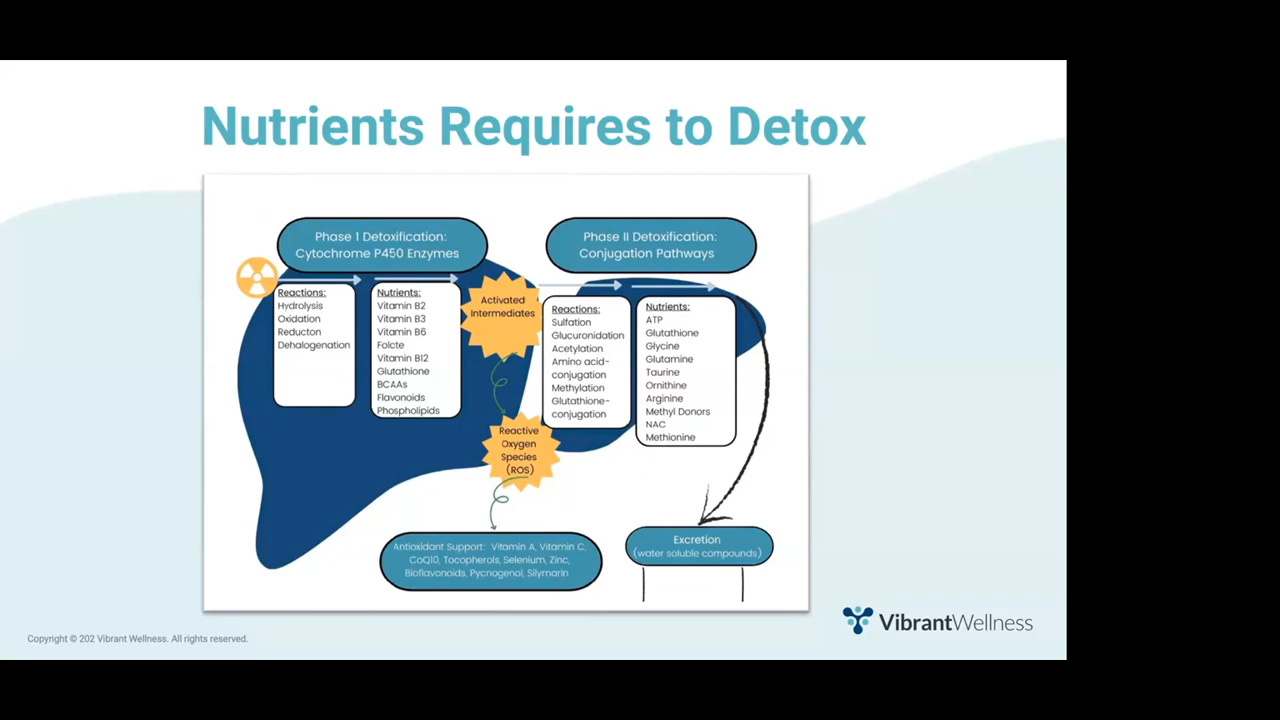 Nutrients Requires to Detox
Phase 1 Detoxification:
Cytochrome P450 Enzymes
Phase II Detoxification:
Conjugation Pathways
Reactions:
Hydrolysis
Oxidation
Reducton
Dehalogenation
Nutrients:
Vitamin B2
Vitamin B3
Vitamin B6
Folcte
Vitamin B12
Glutathione
BCAAs
Flavonoids
Phospholipids
Activated
Intermediates
Reactions:
Sulfation
Glucuronidation
Acetylation
Amino acid-
conjugation
Methylation
Glutathione-
conjugation
Nutrients:
ATP
Glutathione
Glycine
Glutamine
Taurine
Ornithine
Arginine
Methyl Donors
NAC
Methionine
Reactive
Oxygen
Species
(ROS)
Antioxidant Support: Vitamin A, Vitamin C,
CoQ10, Tocopherols, Selenium, Zinc,
Bioflavonoids, Pycnogenol, Silymarin
Excretion
(water soluble compounds)
VibrantWellness
Copyright © 202 Vibrant Wellness. All rights reserved.